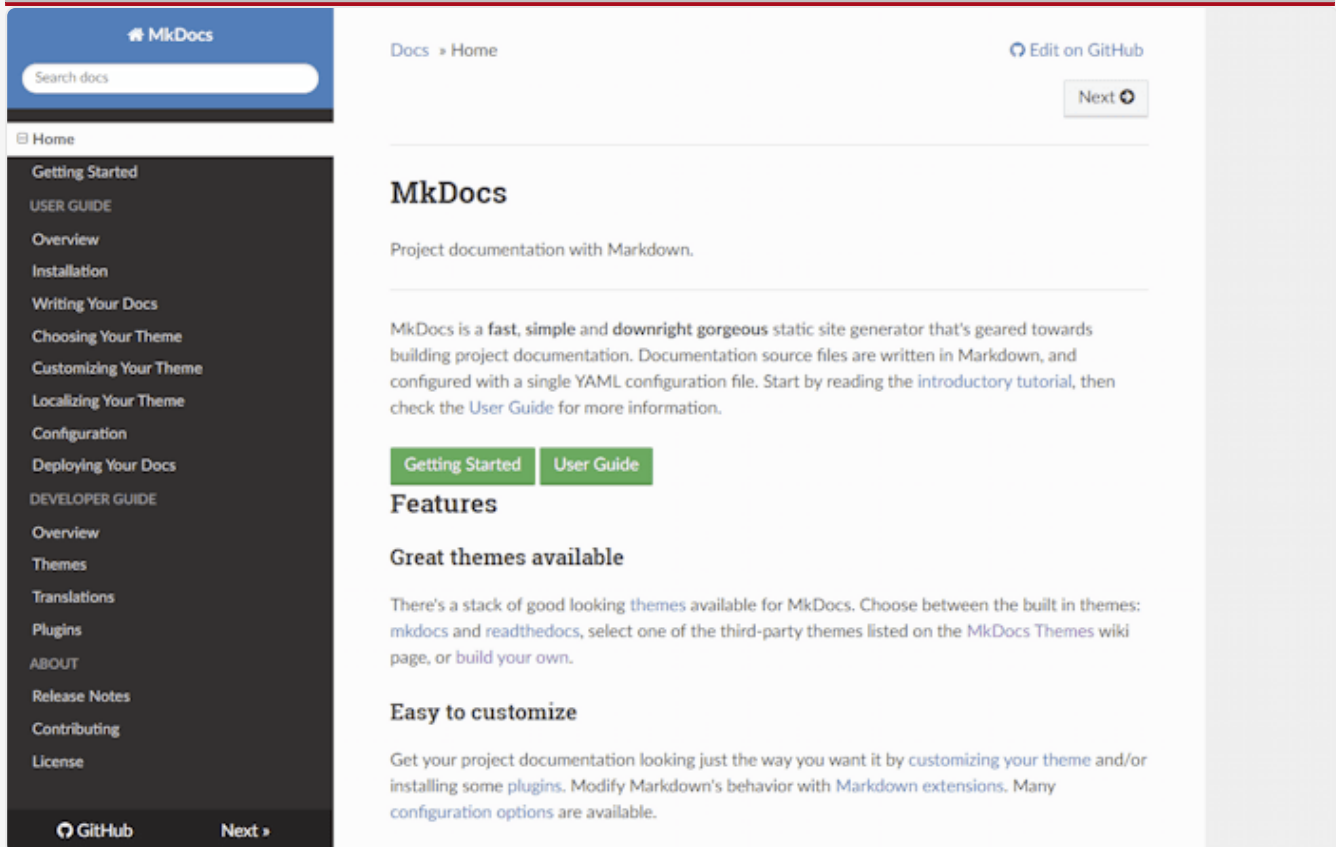 MkDocs
Search docs
Home
Getting Started
USER GUIDE
Overview
Installation
Writing Your Docs
Choosing Your Theme
Customizing Your Theme
Localizing Your Theme
Configuration
Deploying Your Docs
DEVELOPER GUIDE
Overview
Themes
Translations
Plugins
ABOUT
Release Notes
Contributing
License
GitHub Next »
Docs » Home Edit on GitHub
Next
MkDocs
Project documentation with Markdown.
MkDocs is a fast, simple and downright gorgeous static site generator that's geared towards
building project documentation. Documentation source files are written in Markdown, and
configured with a single YAML configuration file. Start by reading the introductory tutorial, then
check the User Guide for more information.
Getting Started User Guide
Features
Great themes available
There's a stack of good looking themes available for MkDocs. Choose between the built in themes:
mkdocs and readthedocs, select one of the third-party themes listed on the MkDocs Themes wiki
page, or build your own.
Easy to customize
Get your project documentation looking just the way you want it by customizing your theme and/or
installing some plugins. Modify Markdown's behavior with Markdown extensions. Many
configuration options are available.